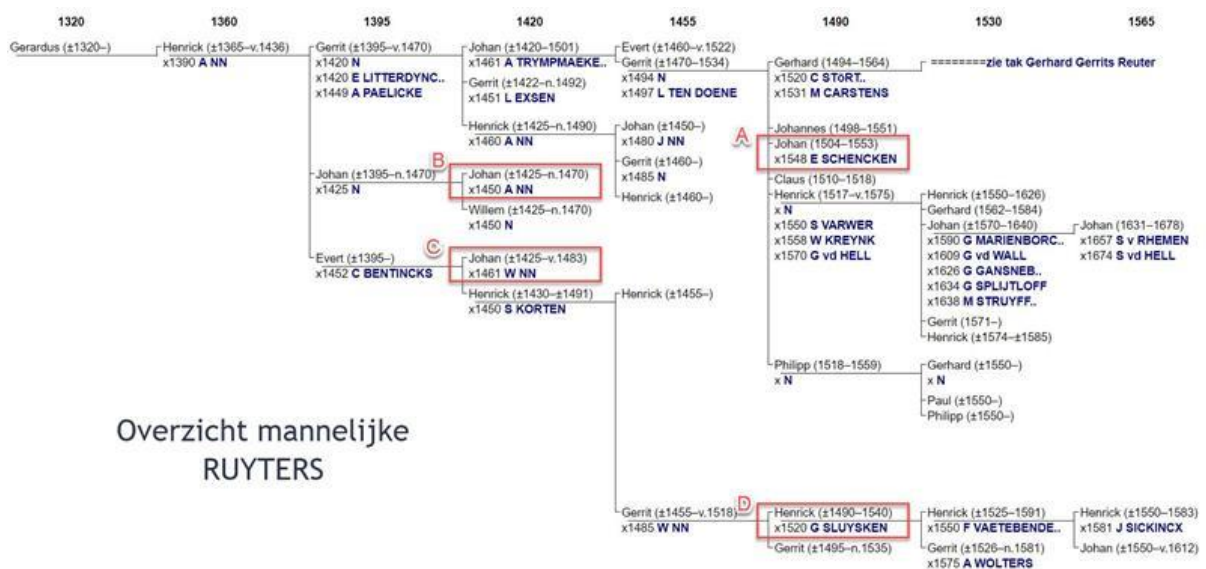 1320 1360 1395 1420 1455 1490 1530 1565
Gerardus (±1320–)
Henrick (±1365–v.1436)
x1390 A NN
Gerrit (±1395–v.1470)
x1420 N
x1420 E LITTERDYNC..
x1449 A PAELICKE
Johan (±1420–1501)
x1461 A TRYMPMAEKE..
Gerrit (±1422–n.1492)
x1451 L EXSEN
Henrick (±1425–n.1490)
x1460 A NN
Evert (±1460–v.1522)
Gerrit (±1470–1534)
x1494 N
x1497 L TEN DOENE
Johan (±1450–)
x1480 J NN
Gerrit (±1460–)
x1485 N
Henrick (±1460–)
Gerhard (1494–1564)
x1520 C STöRT..
x1531 M CARSTENS
========zie tak Gerhard Gerrits Reuter
Johannes (1498–1551)
A
Johan (1504–1553)
x1548 E SCHENCKEN
Claus (1510–1518)
Henrick (1517–v.1575)
x N
x1550 S VARWER
x1558 W KREYNK
x1570 G vd HELL
Henrick (±1550–1626)
Gerhard (1562–1584)
Johan (±1570–1640)
x1590 G MARIENBORC..
x1609 G vd WALL
x1626 G GANSNEB..
x1634 G SPLIJTLOFF
x1638 M STRUYFF..
Gerrit (1571–)
Henrick (±1574–±1585)
Johan (1631–1678)
x1657 S v RHEMEN
x1674 S vd HELL
Philipp (1518–1559)
x N
Gerhard (±1550–)
x N
Paul (±1550–)
Philipp (±1550–)
Johan (±1395–n.1470)
x1425 N
B
Johan (±1425–n.1470)
x1450 A NN
Willem (±1425–n.1470)
x1450 N
Evert (±1395–)
x1452 C BENTINCKS
C
Johan (±1425–v.1483)
x1461 W NN
Henrick (±1430–±1491)
x1450 S KORTEN
Henrick (±1455–)
Gerrit (±1455–v.1518)
x1485 W NN
D
Henrick (±1490–1540)
x1520 G SLUYSKEN
Gerrit (±1495–n.1535)
Henrick (±1525–1591)
x1550 F VAETEBENDE..
Gerrit (±1526–n.1581)
x1575 A WOLTERS
Henrick (±1550–1583)
x1581 J SICKINCX
Johan (±1550–v.1612)
Overzicht mannelijke
RUYTERS